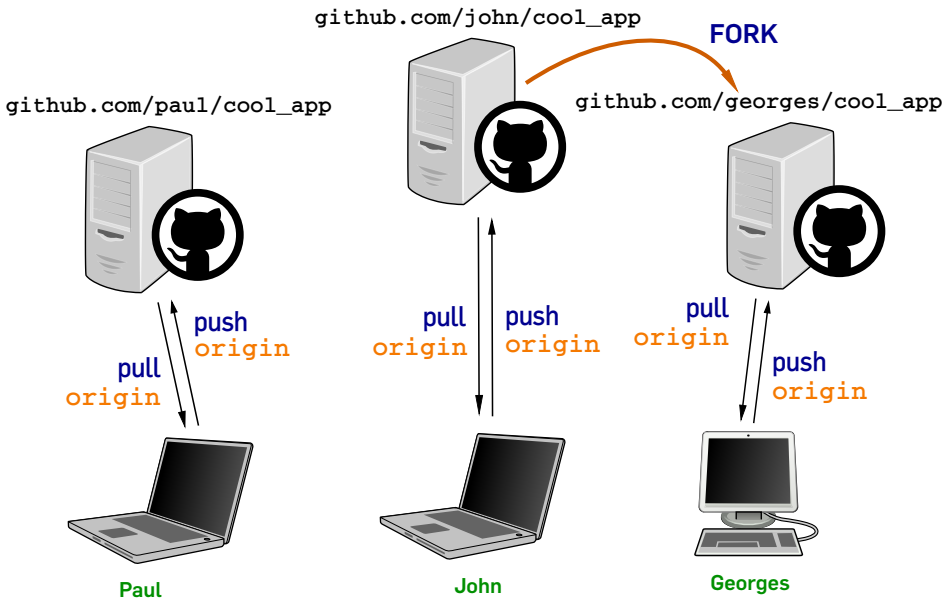 github.com/john/cool_app
FORK
github.com/paul/cool_app
github.com/georges/cool_app
push
origin
pull
origin
pull
origin
push
origin
pull
origin
push
origin
Paul
John
Georges